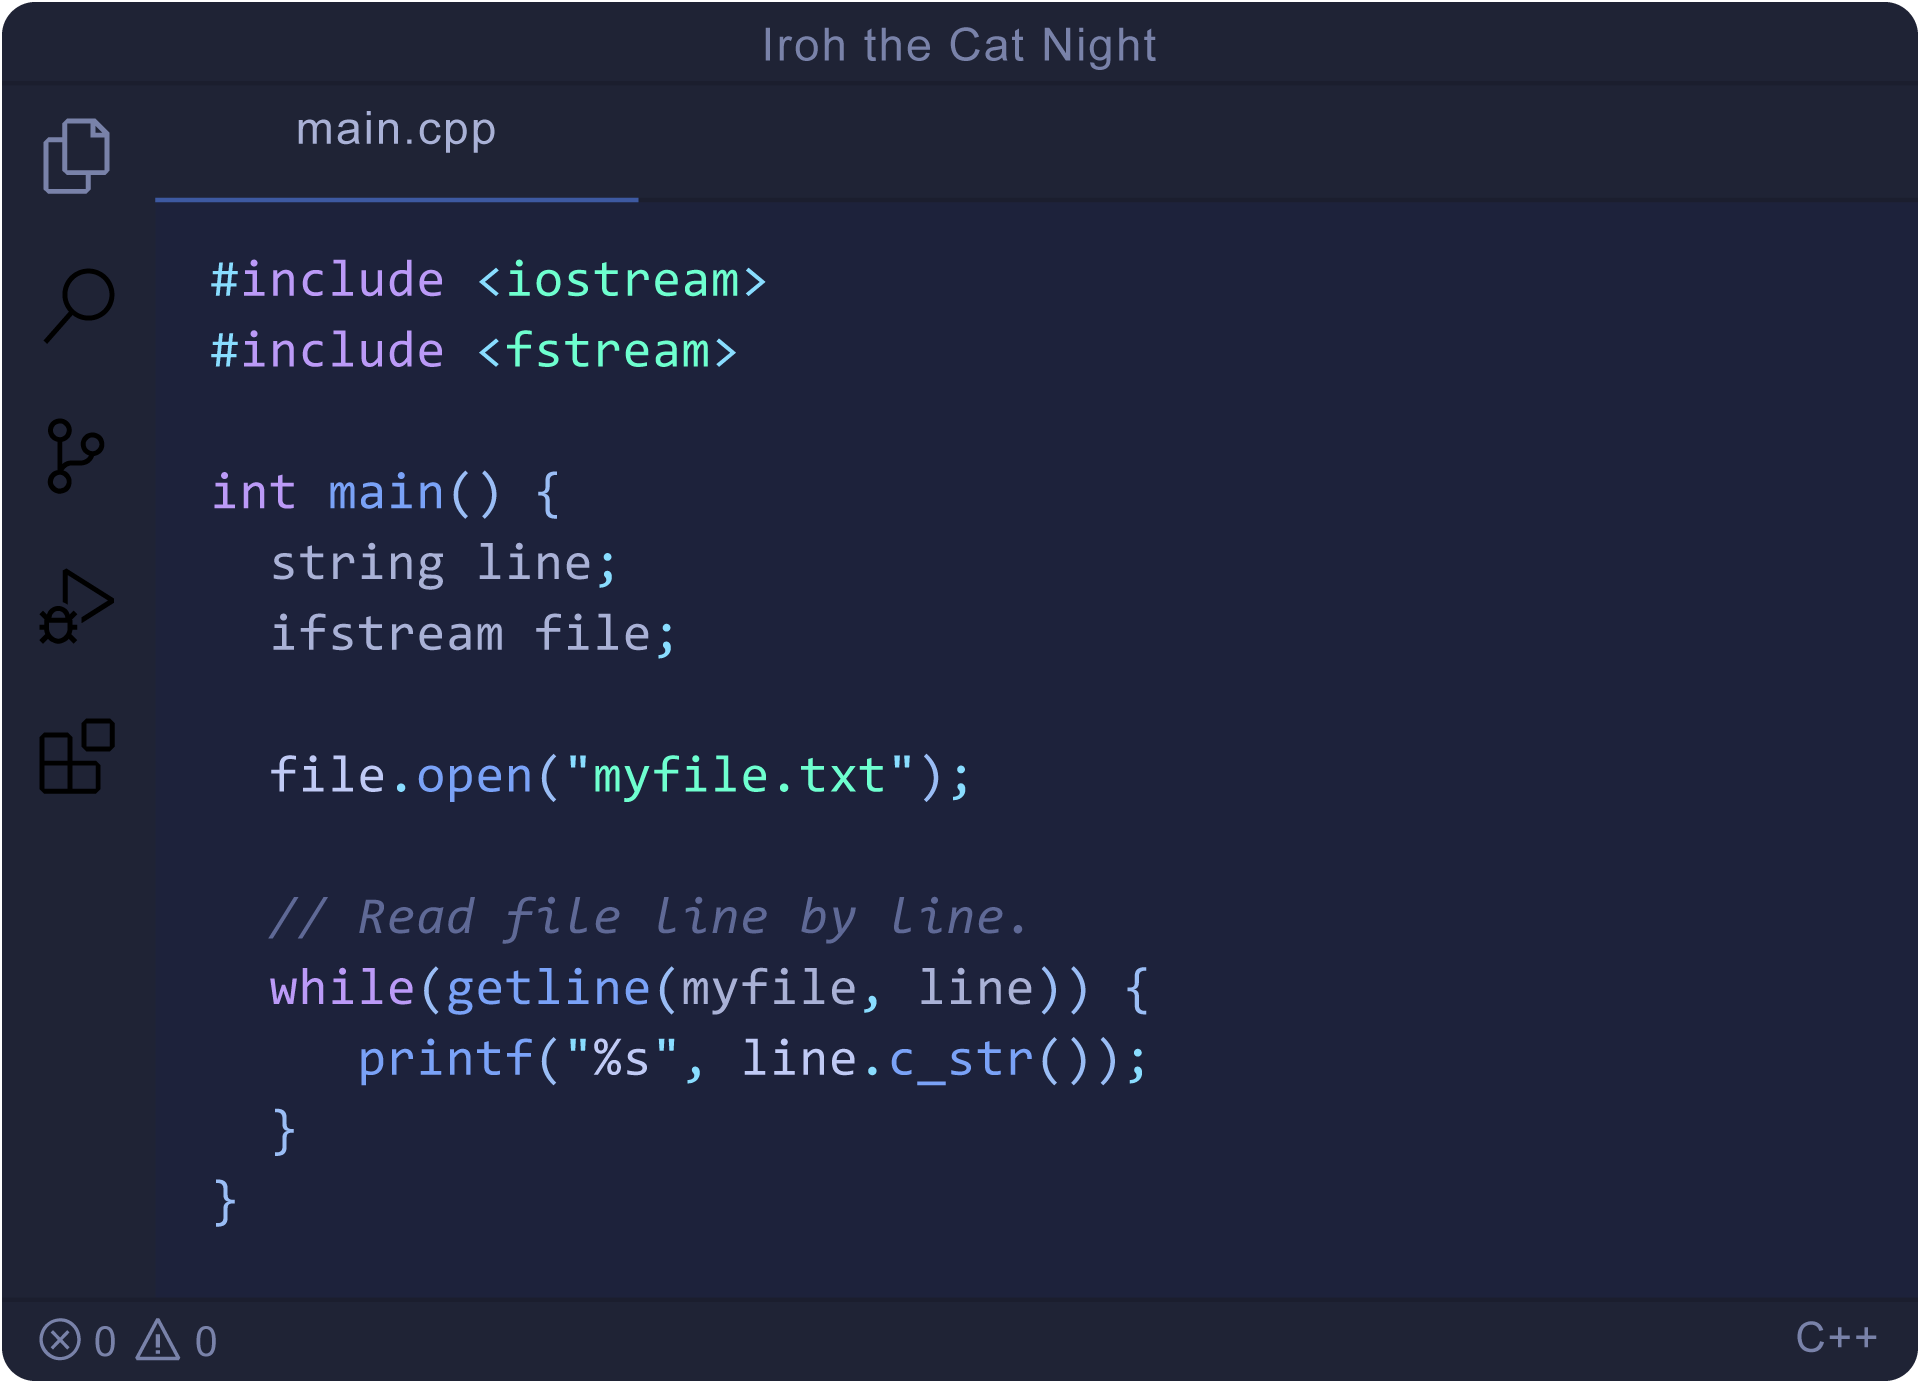 Iroh the Cat Night
main.cpp
#include <iostream>
#include <fstream>
int main() {
  string line;
  ifstream file;
  file.open("myfile.txt");
  // Read file line by line.
  while(getline(myfile, line)) {
     printf("%s", line.c_str());
  }
}
0 0
C++